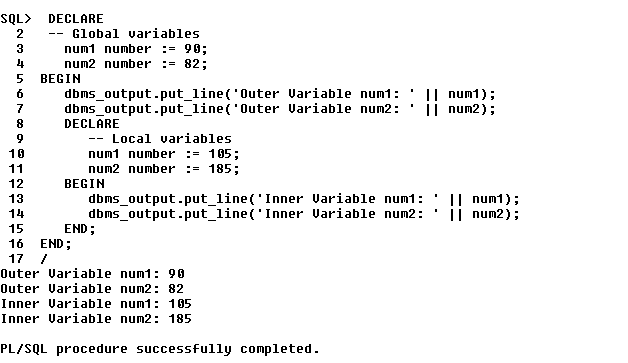 SQL>  DECLARE
  2   -- Global variables
  3     num1 number := 90;
  4     num2 number := 82;
  5  BEGIN
  6     dbms_output.put_line('Outer Variable num1: ' || num1);
  7     dbms_output.put_line('Outer Variable num2: ' || num2);
  8     DECLARE
  9        -- Local variables
 10        num1 number := 105;
 11        num2 number := 185;
 12     BEGIN
 13        dbms_output.put_line('Inner Variable num1: ' || num1);
 14        dbms_output.put_line('Inner Variable num2: ' || num2);
 15     END;
 16  END;
 17  /
Outer Variable num1: 90
Outer Variable num2: 82
Inner Variable num1: 105
Inner Variable num2: 185
PL/SQL procedure successfully completed.